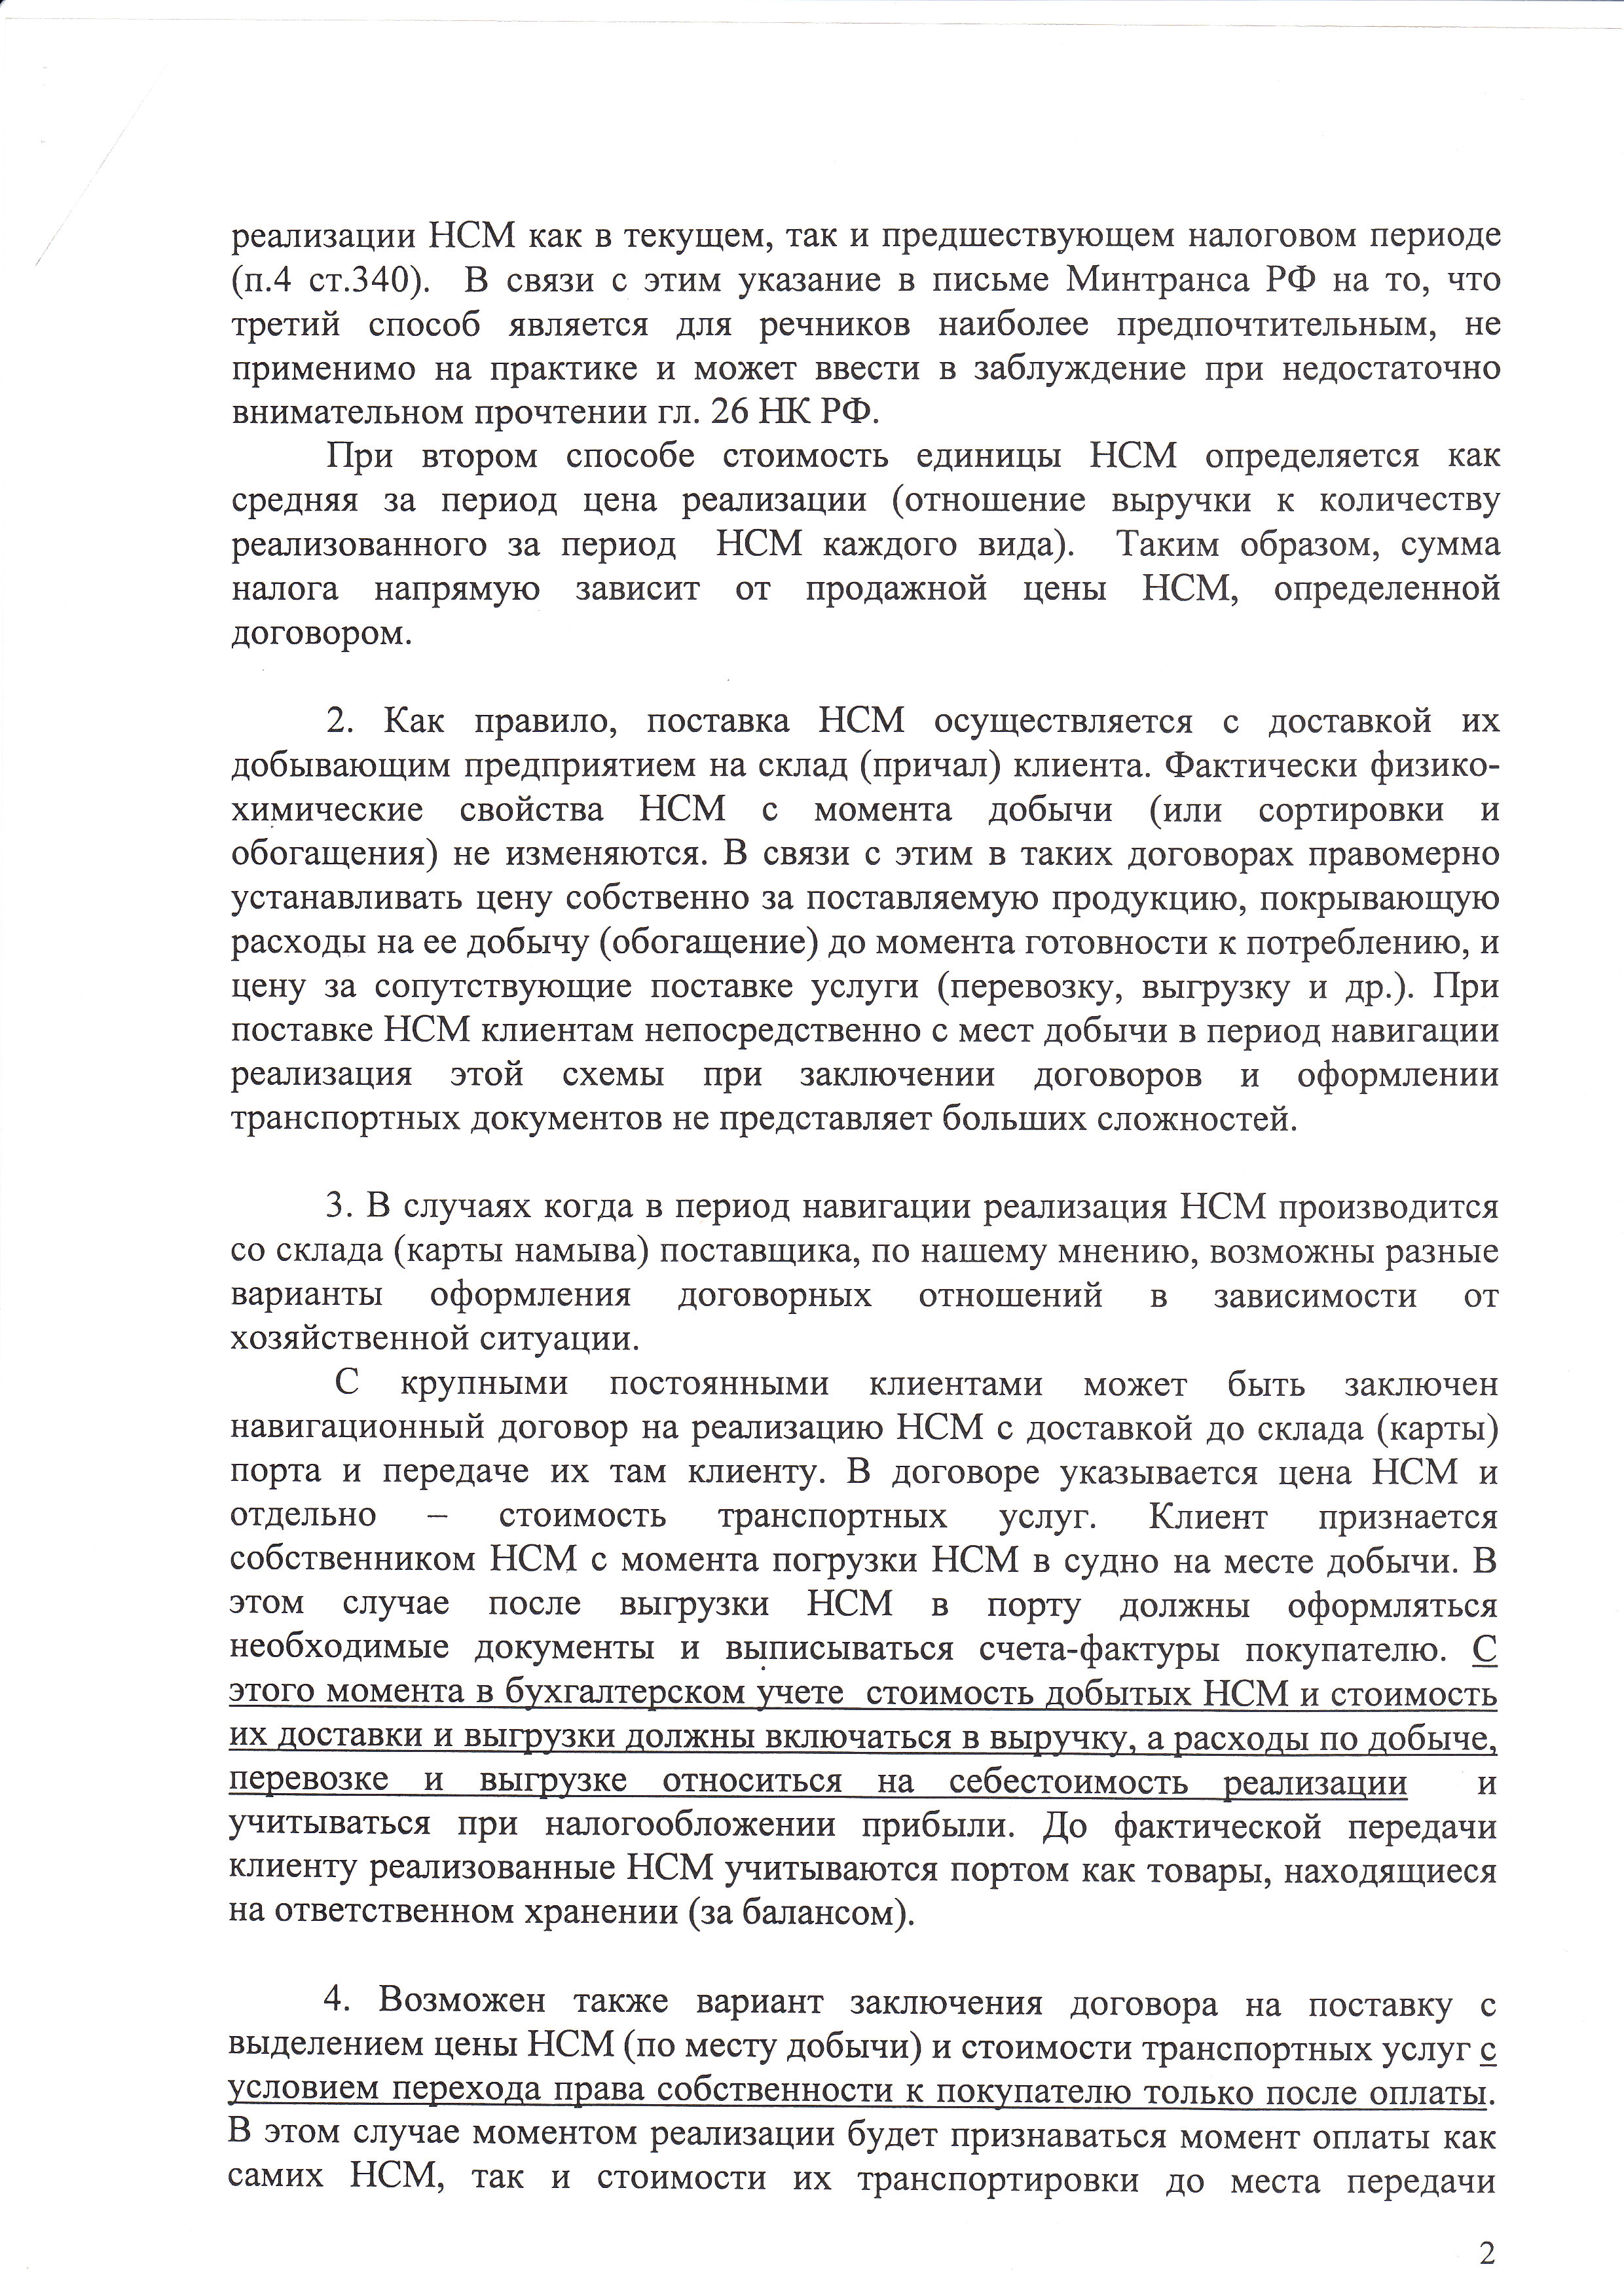 реализации НСМ как в текущем, так и предшествующем налоговом периоде
(п.4 ст.340). В связи с этим указание в письме Минтранса РФ на то, что
третий способ является для речников наиболее предпочтительным, не
применимо на практике и может ввести в заблуждение при недостаточно
внимательном прочтении гл. 26 НК РФ.
При втором способе стоимость единицы НСМ определяется как
средняя за период цена реализации (отношение выручки к количеству
реализованного за период НСМ каждого вида). Таким образом, сумма
налога напрямую зависит от продажной цены НСМ, определенной
договором.
2. Как правило, поставка НСМ осуществляется с доставкой их
добывающим предприятием на склад (причал) клиента. Фактически физико-
химические свойства НСМ с момента добычи (или сортировки и
обогащения) не изменяются. В связи с этим в таких договорах правомерно
устанавливать цену собственно за поставляемую продукцию, покрывающую
расходы на ее добычу (обогащение) до момента готовности к потреблению, и
цену за сопутствующие поставке услуги (перевозку, выгрузку и др.). При
поставке НСМ клиентам непосредственно с мест добычи в период навигации
реализация этой схемы при заключении договоров и оформлении
транспортных документов не представляет больших сложностей.
3. В случаях когда в период навигации реализация НСМ производится
со склада (карты намыва) поставщика, по нашему мнению, возможны разные
варианты оформления договорных отношений в зависимости от
хозяйственной ситуации.
С крупными постоянными клиентами может быть заключен
навигационный договор на реализацию НСМ с доставкой до склада (карты)
порта и передаче их там клиенту. В договоре указывается цена НСМ и
отдельно – стоимость транспортных услуг. Клиент признается
собственником НСМ с момента погрузки НСМ в судно на месте добычи. В
этом случае после выгрузки НСМ в порту должны оформляться
необходимые документы и выписываться счета-фактуры покупателю. С
этого момента в бухгалтерском учете стоимость добытых НСМ и стоимость
их доставки и выгрузки должны включаться в выручку, а расходы по добыче,
перевозке и выгрузке относиться на себестоимость реализации и
учитываться при налогообложении прибыли. До фактической передачи
клиенту реализованные НСМ учитываются портом как товары, находящиеся
на ответственном хранении (за балансом).
4. Возможен также вариант заключения договора на поставку с
выделением цены НСМ (по месту добычи) и стоимости транспортных услуг с
условием перехода права собственности к покупателю только после оплаты.
В этом случае моментом реализации будет признаваться момент оплаты как
самих НСМ, так и стоимости их транспортировки до места передачи
2